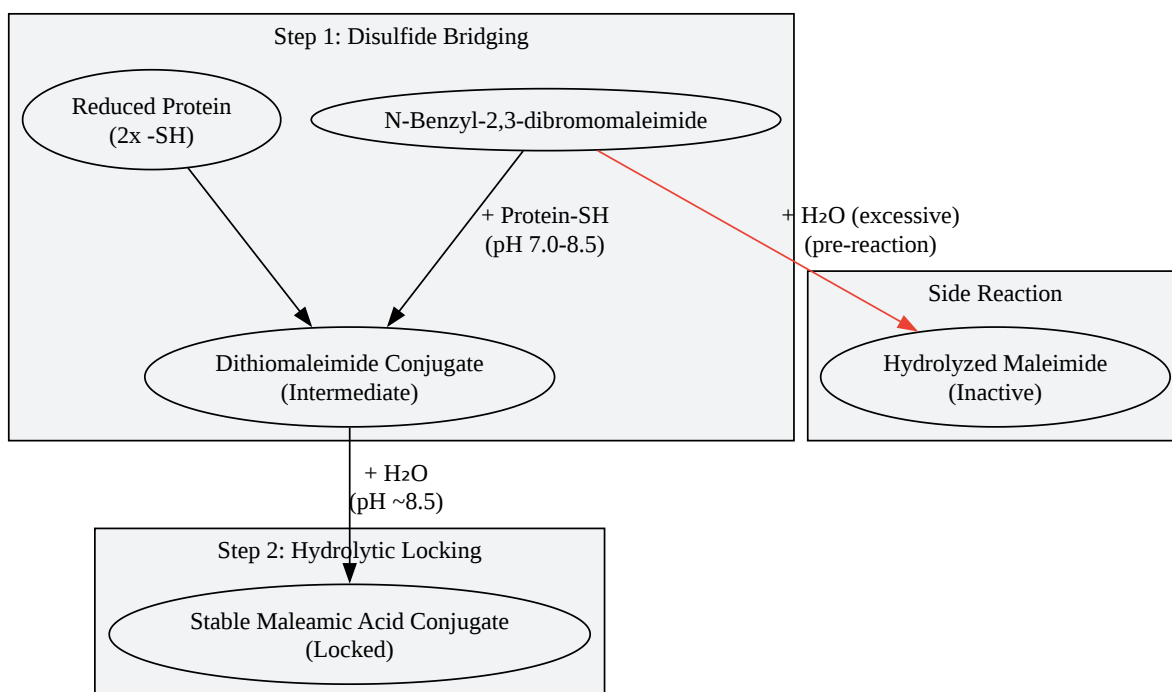 Step 1: Disulfide Bridging
Reduced Protein
(2x -SH)
N-Benzyl-2,3-dibromomaleimide
+ Protein-SH
(pH 7.0-8.5)
+ H₂O (excessive)
(pre-reaction)
Side Reaction
Dithiomaleimide Conjugate
(Intermediate)
Hydrolyzed Maleimide
(Inactive)
+ H₂O
(pH ~8.5)
Step 2: Hydrolytic Locking
Stable Maleamic Acid Conjugate
(Locked)